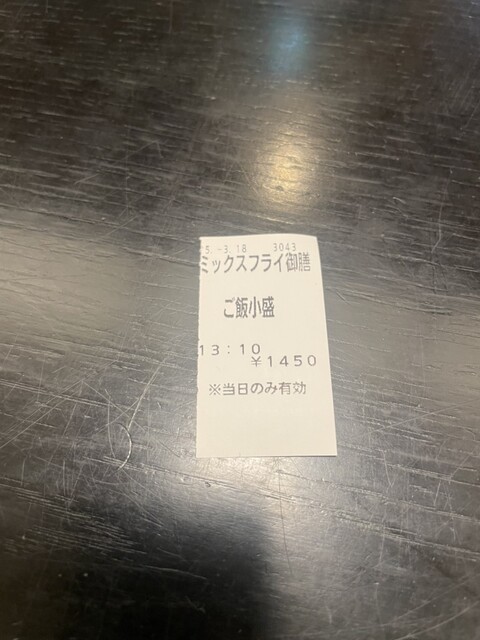 5.-3.18 3043
ミックスフライ御膳
ご飯小盛
13:10
¥1450
※当日のみ有効